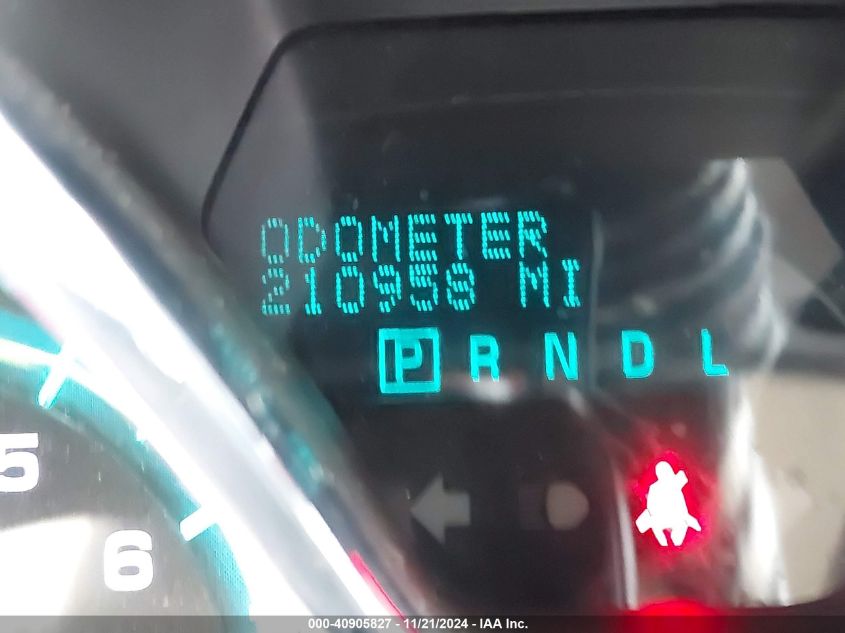 ODOMETER
210958 MI
P R N D L
5
6
000-40905827 - 11/21/2024 - IAA Inc.